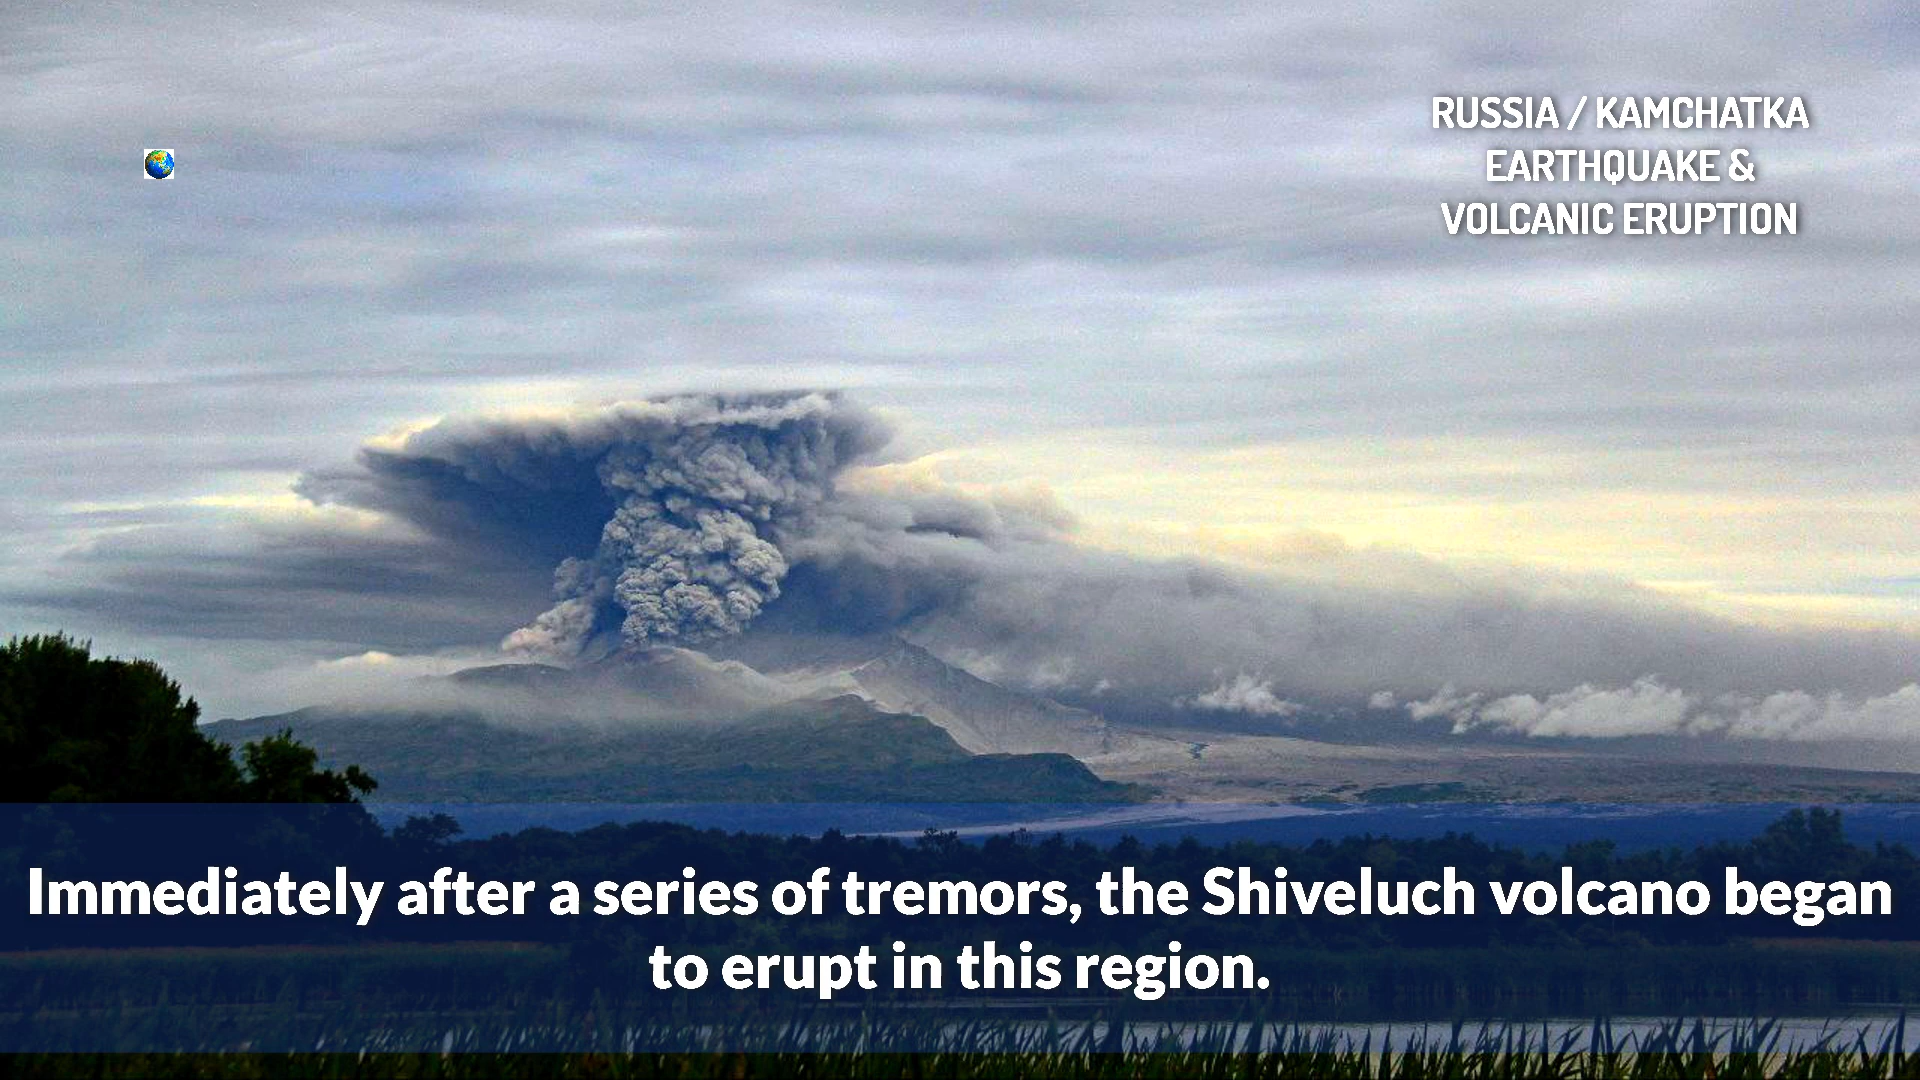 RUSSIA / KAMCHATKA
EARTHQUAKE &
VOLCANIC ERUPTION
Immediately after a series of tremors, the Shiveluch volcano began
to erupt in this region.